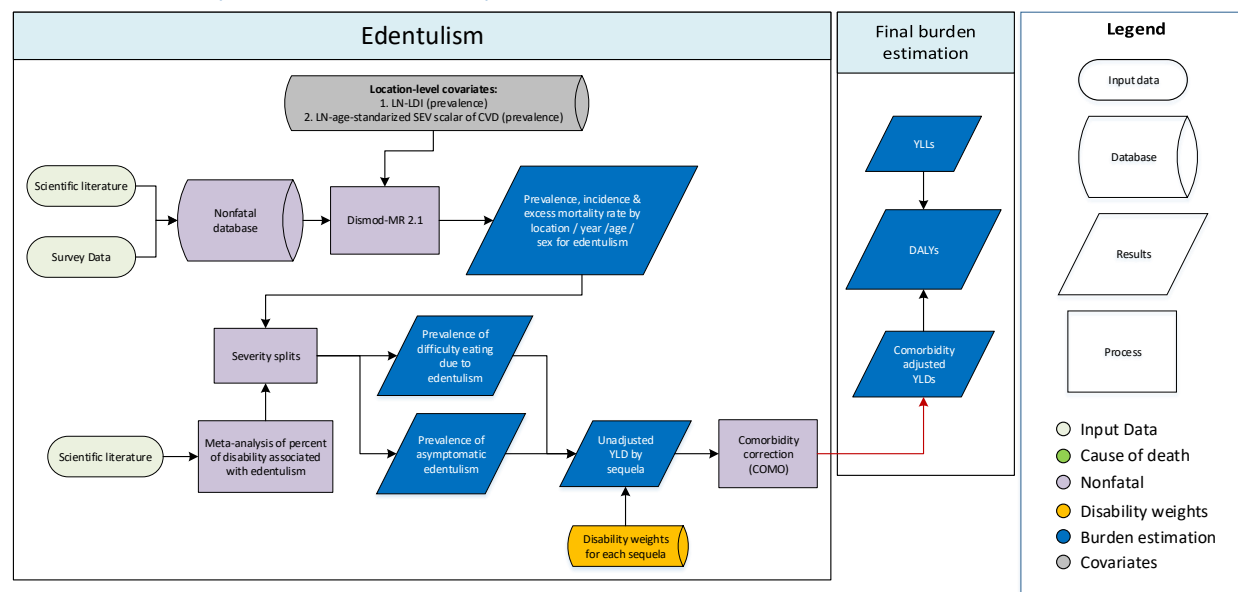 Edentulism
Final burden
estimation
Legend
Location-level covariates:
1. LN-LDI (prevalence)
2. LN-age-standarized SEV scalar of CVD (prevalence)
Scientific literature
Survey Data
Nonfatal
database
Dismod-MR 2.1
Prevalence, incidence &
excess mortality rate by
location / year /age /
sex for edentulism
Severity splits
Prevalence of
difficulty eating
due to
edentulism
Scientific literature
Meta-analysis of percent
of disability associated
with edentulism
Prevalence of
asymptomatic
edentulism
Unadjusted
YLD by
sequela
Comorbidity
correction
(COMO)
Disability weights
for each sequela
YLLs
DALYs
Comorbidity
adjusted
YLDs
Input data
Database
Results
Process
Input Data
Cause of death
Nonfatal
Disability weights
Burden estimation
Covariates